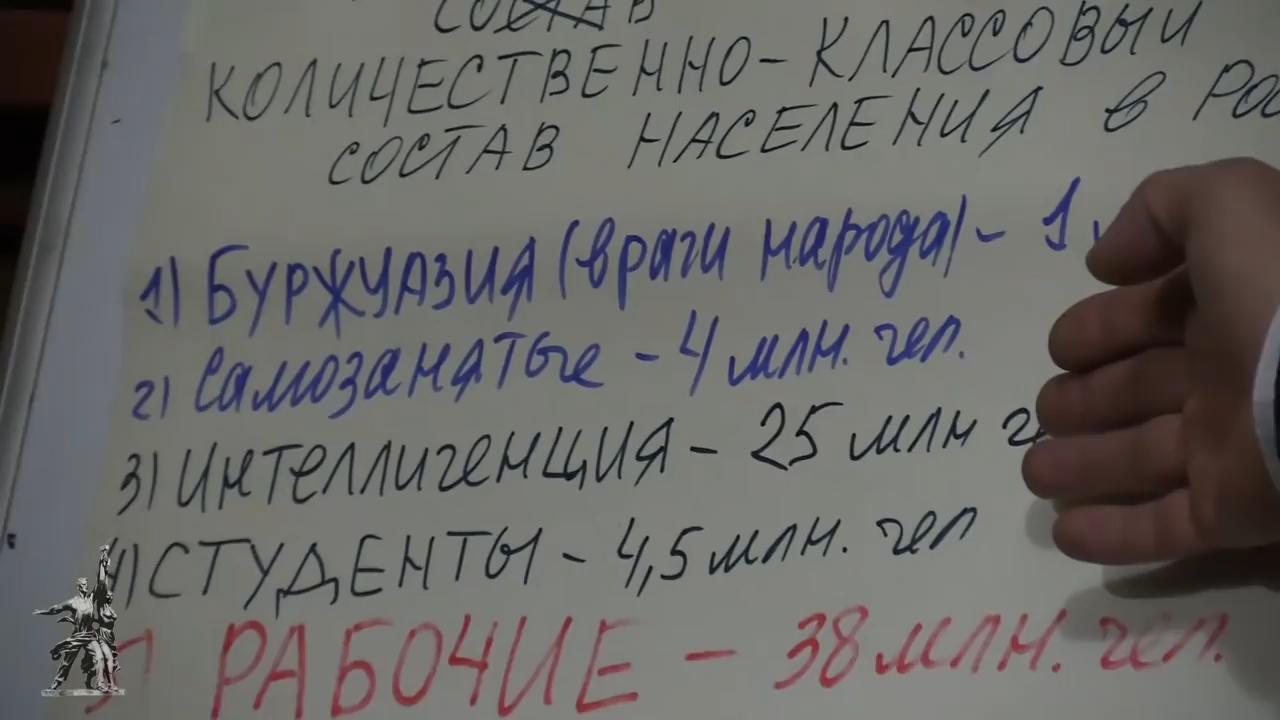 СОСТАВ
КОЛИЧЕСТВЕННО-КЛАССОВЫЙ
СОСТАВ НАСЕЛЕНИЯ в
1) БУРЖУАЗИЯ (враги народа) - 1
2) Самозанятые - 4 млн. чел.
3) ИНТЕЛЛИГЕНЦИЯ - 25 млн
4) СТУДЕНТЫ - 4,5 млн. чел
РАБОЧИЕ - 38 млн. чел.